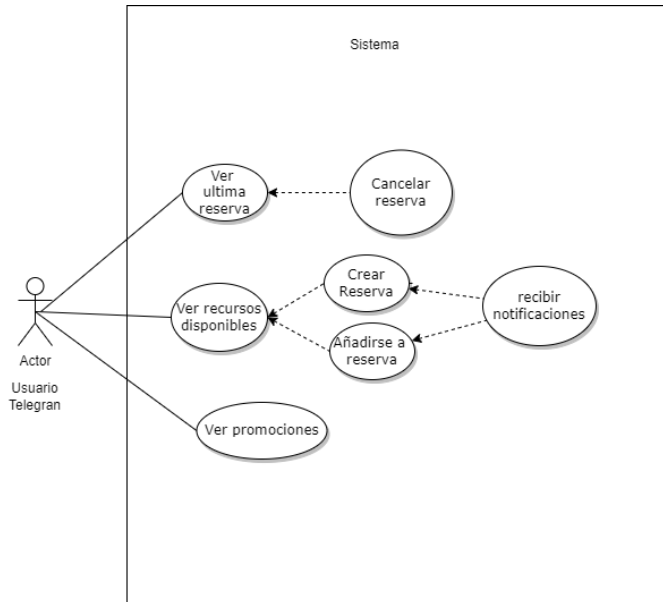 Sistema
Ver
ultima
reserva
Cancelar
reserva
Crear
Reserva
Ver recursos
disponibles
recibir
notificaciones
Añadirse a
reserva
Actor
Usuario
Telegran
Ver promociones